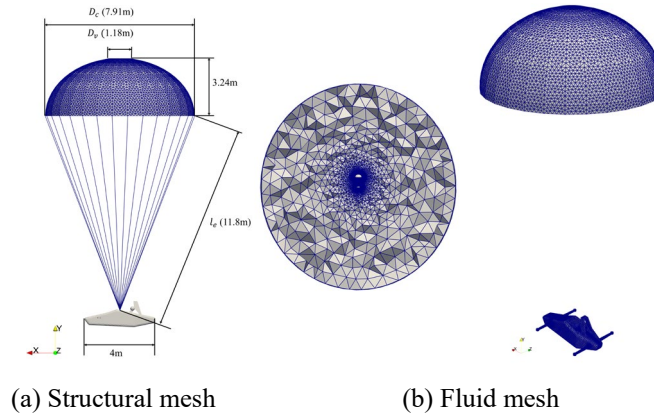 D_c (7.91m)
D_v (1.18m)
3.24m
l_e (11.8m)
Y
X
Z
4m
(a) Structural mesh
(b) Fluid mesh